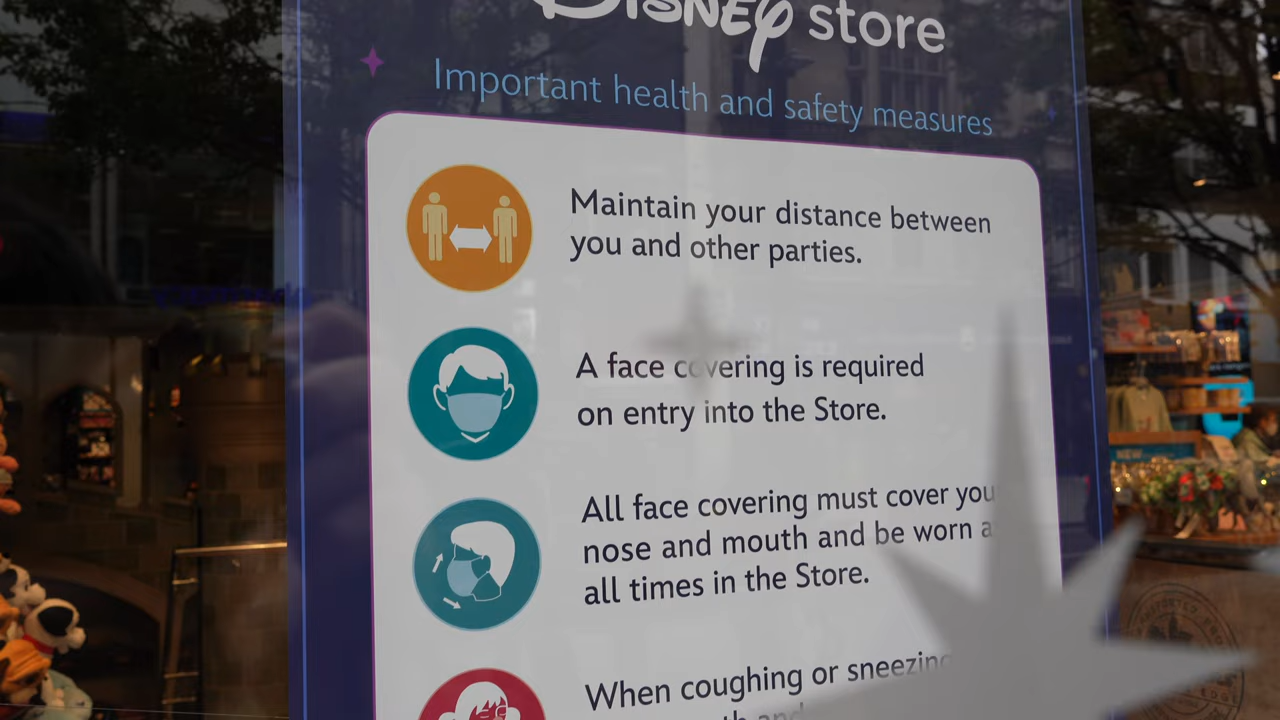 Disney store
Important health and safety measures
Maintain your distance between
you and other parties.
A face covering is required
on entry into the Store.
All face covering must cover you
nose and mouth and be worn a
all times in the Store.
When coughing or sneezing
NEW